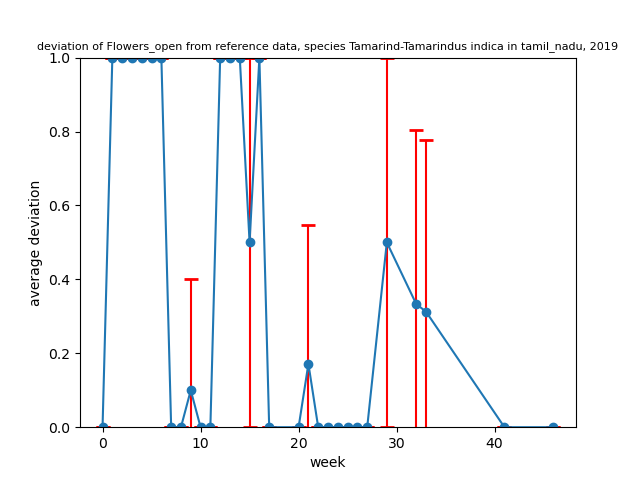 deviation of Flowers_open from reference data, species Tamarind-Tamarindus indica in tamil_nadu, 2019
1.0
0.8
0.6
0.4
0.2
0.0
average deviation
0 10 20 30 40
week